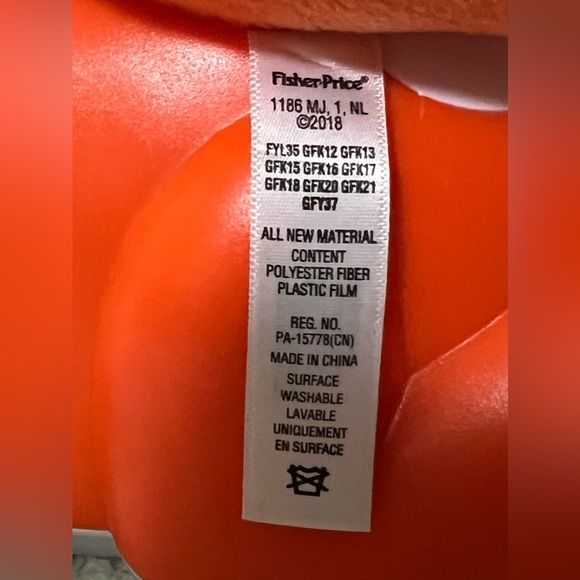 Fisher-Price®
1186 MJ, 1, NL
©2018
FYL35 GFK12 GFK13
GFK15 GFK16 GFK17
GFK18 GFK20 GFK21
GFY37
ALL NEW MATERIAL
CONTENT
POLYESTER FIBER
PLASTIC FILM
REG. NO.
PA-15778(CN)
MADE IN CHINA
SURFACE
WASHABLE
LAVABLE
UNIQUEMENT
EN SURFACE